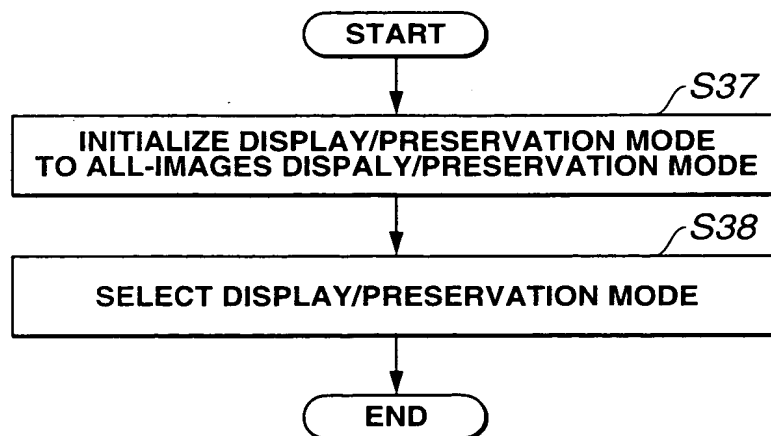 START
S37
INITIALIZE DISPLAY/PRESERVATION MODE
TO ALL-IMAGES DISPALY/PRESERVATION MODE
S38
SELECT DISPLAY/PRESERVATION MODE
END